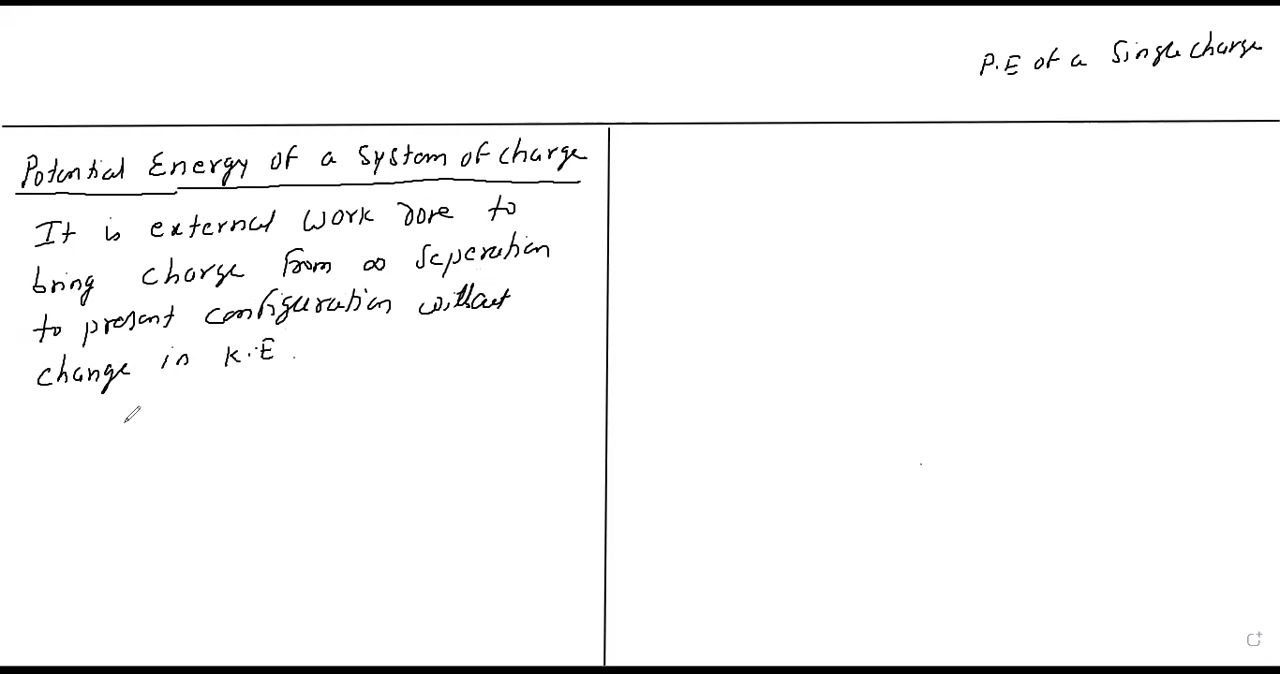 P.E of a Single charge
Potential Energy of a System of charge
It is external work done to
bring charge from ∞ Seperation
to present configuration without
change in K.E.